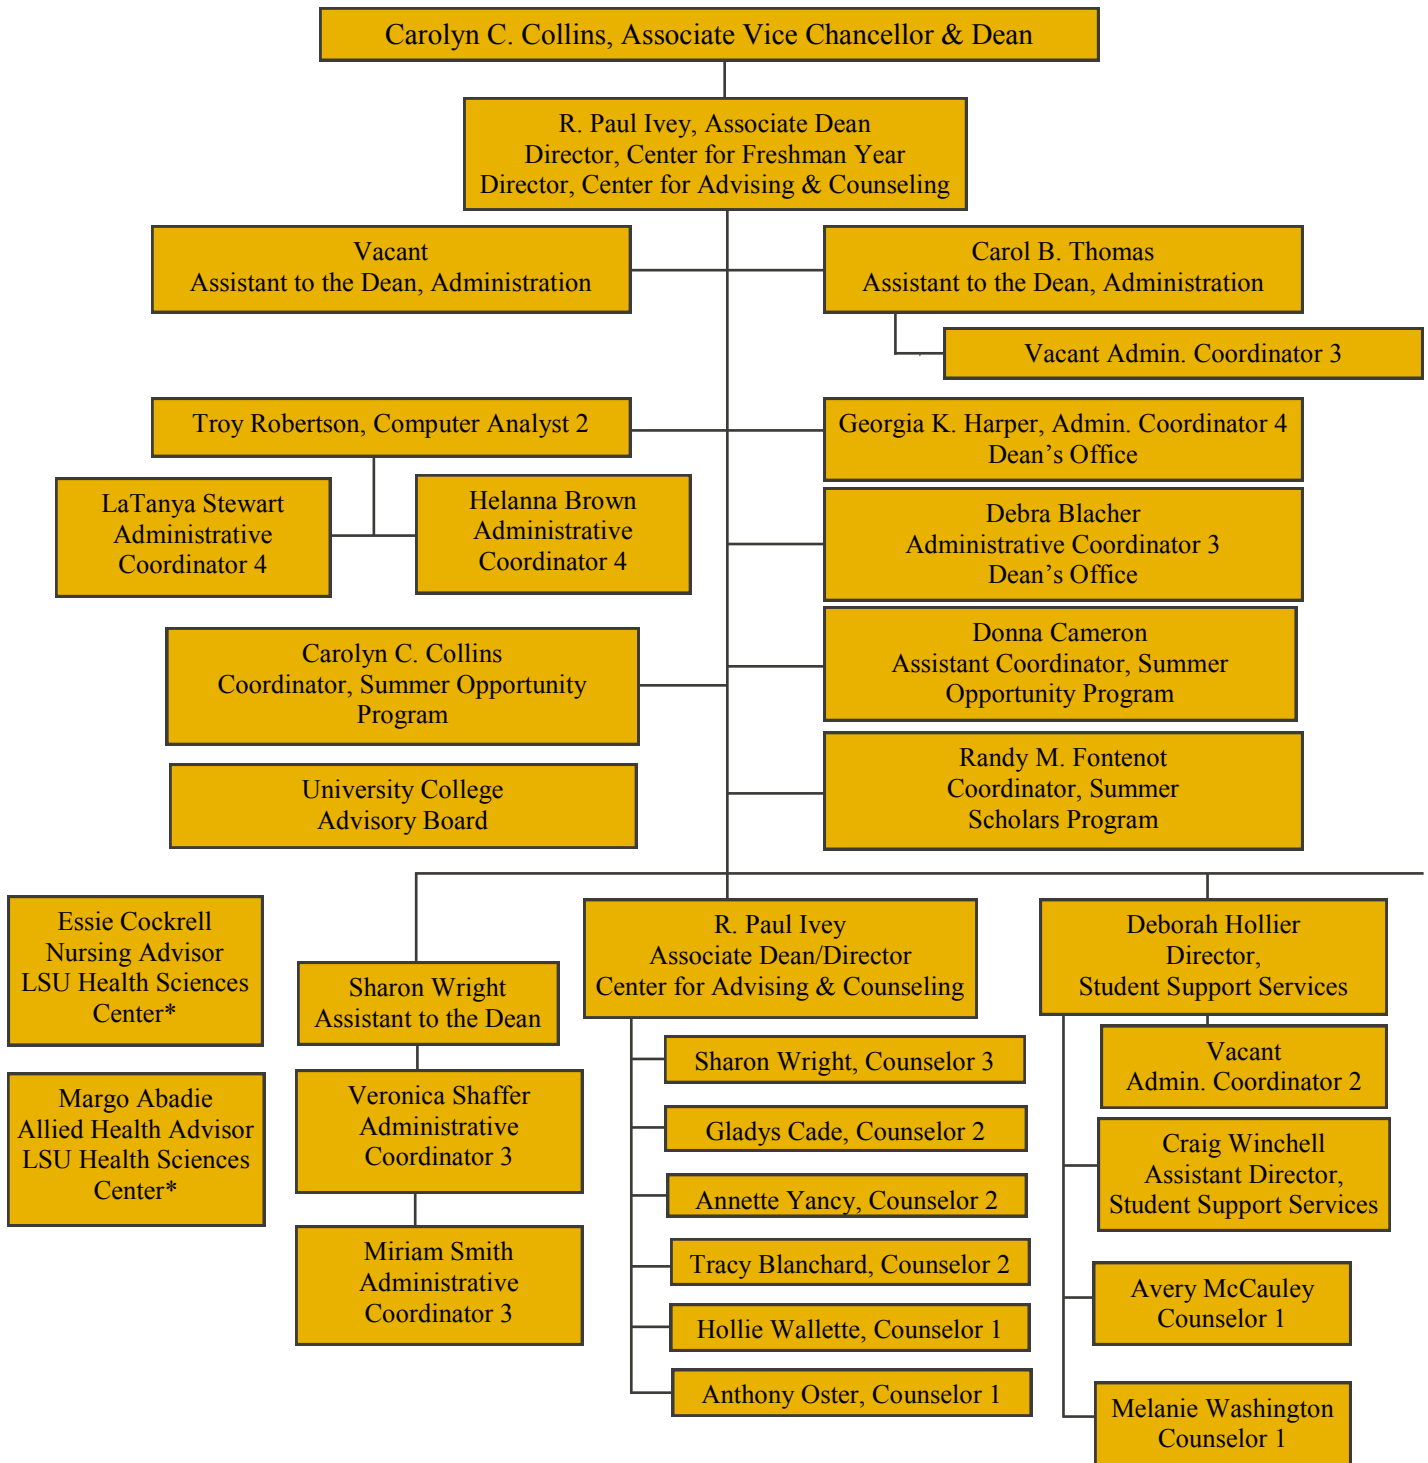 Carolyn C. Collins, Associate Vice Chancellor & Dean
R. Paul Ivey, Associate Dean
Director, Center for Freshman Year
Director, Center for Advising & Counseling
Vacant
Assistant to the Dean, Administration
Carol B. Thomas
Assistant to the Dean, Administration
Vacant Admin. Coordinator 3
Troy Robertson, Computer Analyst 2
Georgia K. Harper, Admin. Coordinator 4
Dean’s Office
LaTanya Stewart
Administrative
Coordinator 4
Helanna Brown
Administrative
Coordinator 4
Debra Blacher
Administrative Coordinator 3
Dean’s Office
Carolyn C. Collins
Coordinator, Summer Opportunity
Program
Donna Cameron
Assistant Coordinator, Summer
Opportunity Program
University College
Advisory Board
Randy M. Fontenot
Coordinator, Summer
Scholars Program
Essie Cockrell
Nursing Advisor
LSU Health Sciences
Center*
Margo Abadie
Allied Health Advisor
LSU Health Sciences
Center*
Sharon Wright
Assistant to the Dean
Veronica Shaffer
Administrative
Coordinator 3
Miriam Smith
Administrative
Coordinator 3
R. Paul Ivey
Associate Dean/Director
Center for Advising & Counseling
Sharon Wright, Counselor 3
Gladys Cade, Counselor 2
Annette Yancy, Counselor 2
Tracy Blanchard, Counselor 2
Hollie Wallette, Counselor 1
Anthony Oster, Counselor 1
Deborah Hollier
Director,
Student Support Services
Vacant
Admin. Coordinator 2
Craig Winchell
Assistant Director,
Student Support Services
Avery McCauley
Counselor 1
Melanie Washington
Counselor 1